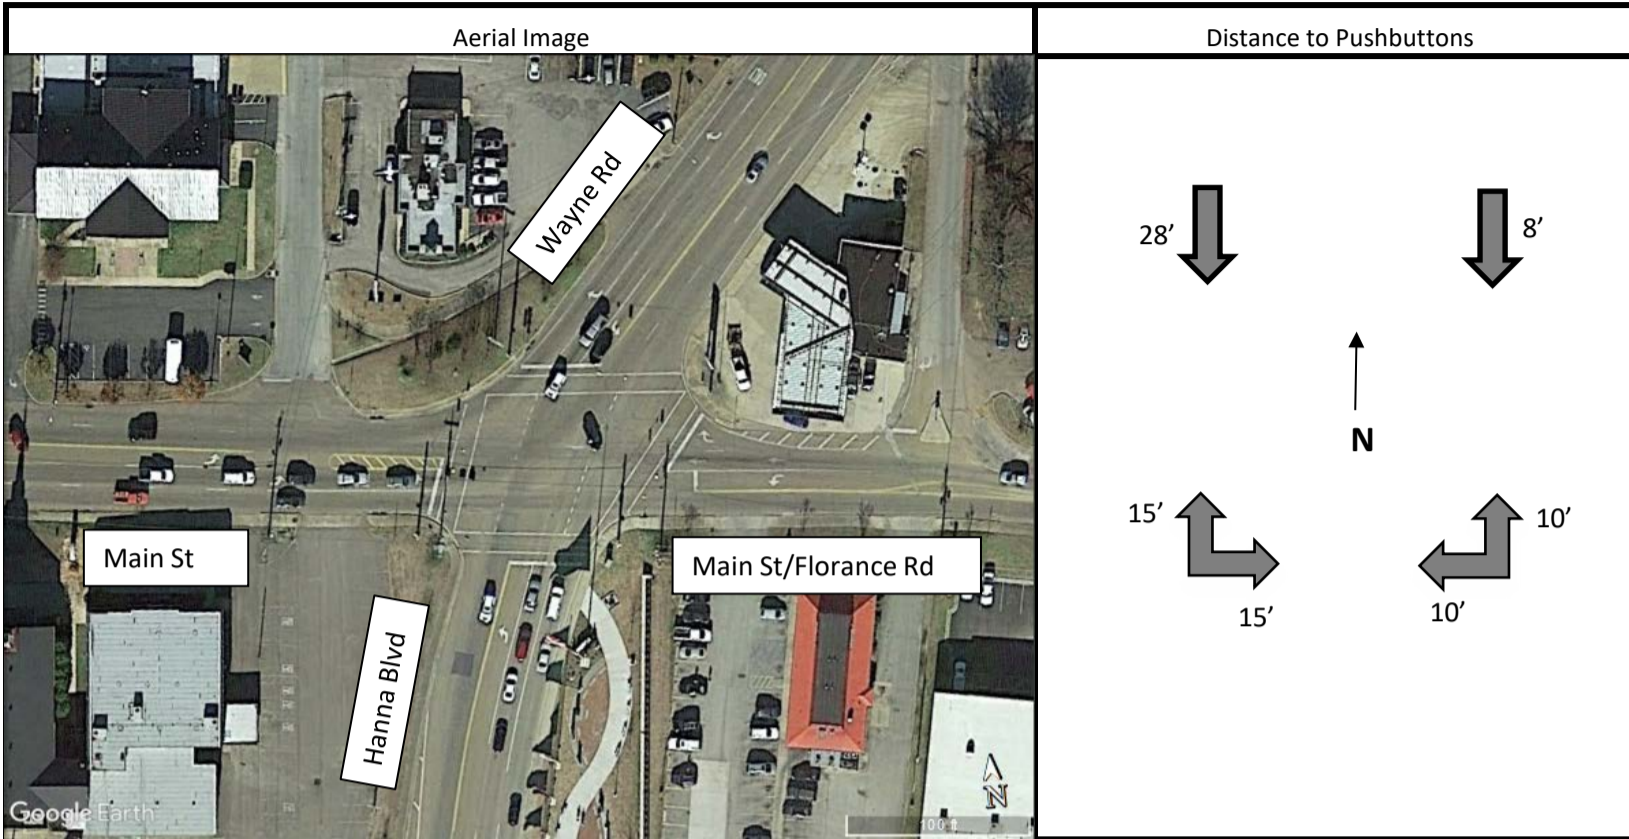 Aerial Image
Distance to Pushbuttons
Wayne Rd
28’
8’
N
Main St
Main St/Florance Rd
15’
10’
15’
10’
Hanna Blvd
N
Google Earth
100 ft